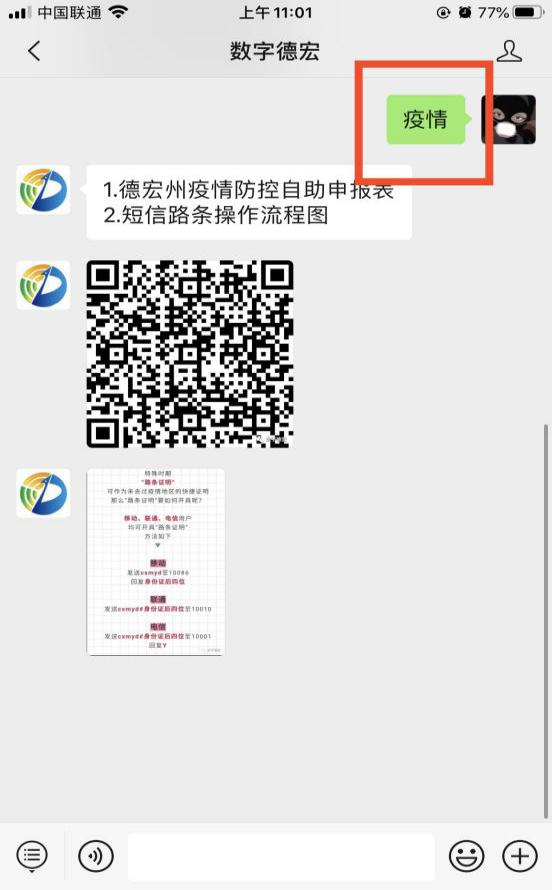 中国联通
上午 11:01
77%
数字德宏
疫情
1.德宏州疫情防控自助申报表
2.短信路条操作流程图
特殊时期
"路条证明"
可作为未去过疫情地区的快捷证明
那么"路条证明"要如何开具呢?
移动、联通、电信用户
均可开具"路条证明"
方法如下
移动
发送cxmyd至10086
回复身份证后四位
联通
发送cxmyd#身份证后四位至10010
电信
发送cxmyd#身份证后四位至10001
回复Y